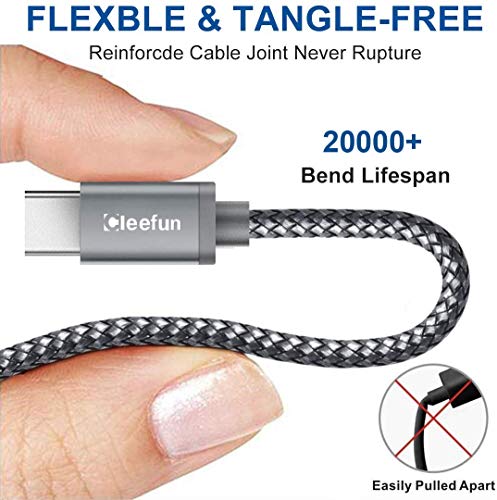 FLEXBLE & TANGLE-FREE
Reinforcde Cable Joint Never Rupture
20000+
Bend Lifespan
Cleefun
Easily Pulled Apart